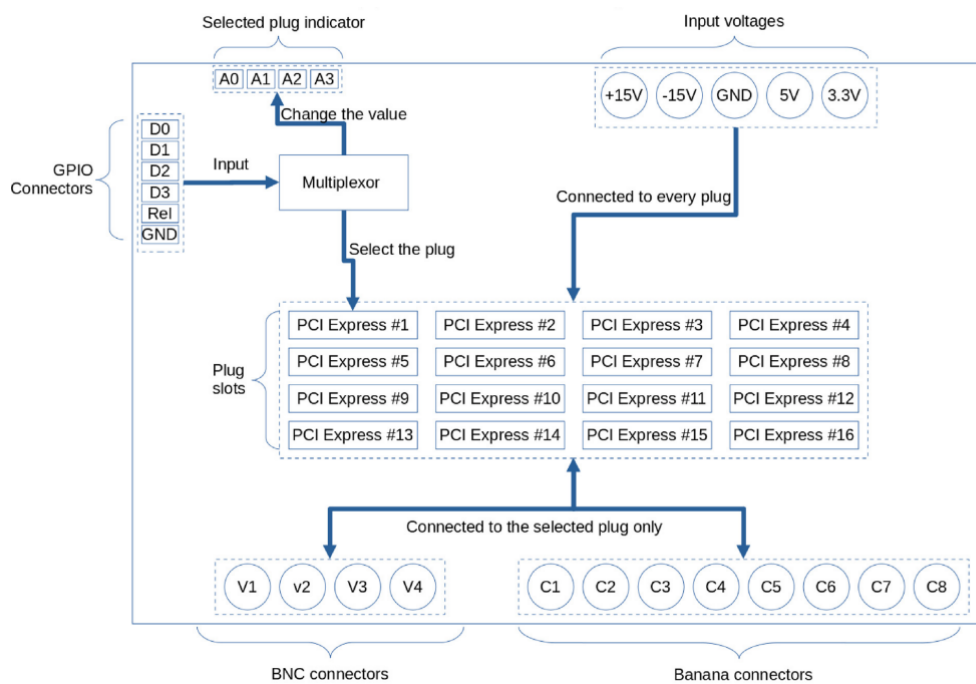 Selected plug indicator
Input voltages
A0 A1 A2 A3
+15V -15V GND 5V 3.3V
Change the value
GPIO
Connectors
D0
D1
D2
D3
Rel
GND
Input
Multiplexor
Connected to every plug
Select the plug
Plug
slots
PCI Express #1 PCI Express #2 PCI Express #3 PCI Express #4
PCI Express #5 PCI Express #6 PCI Express #7 PCI Express #8
PCI Express #9 PCI Express #10 PCI Express #11 PCI Express #12
PCI Express #13 PCI Express #14 PCI Express #15 PCI Express #16
Connected to the selected plug only
V1 v2 V3 V4
C1 C2 C3 C4 C5 C6 C7 C8
BNC connectors
Banana connectors